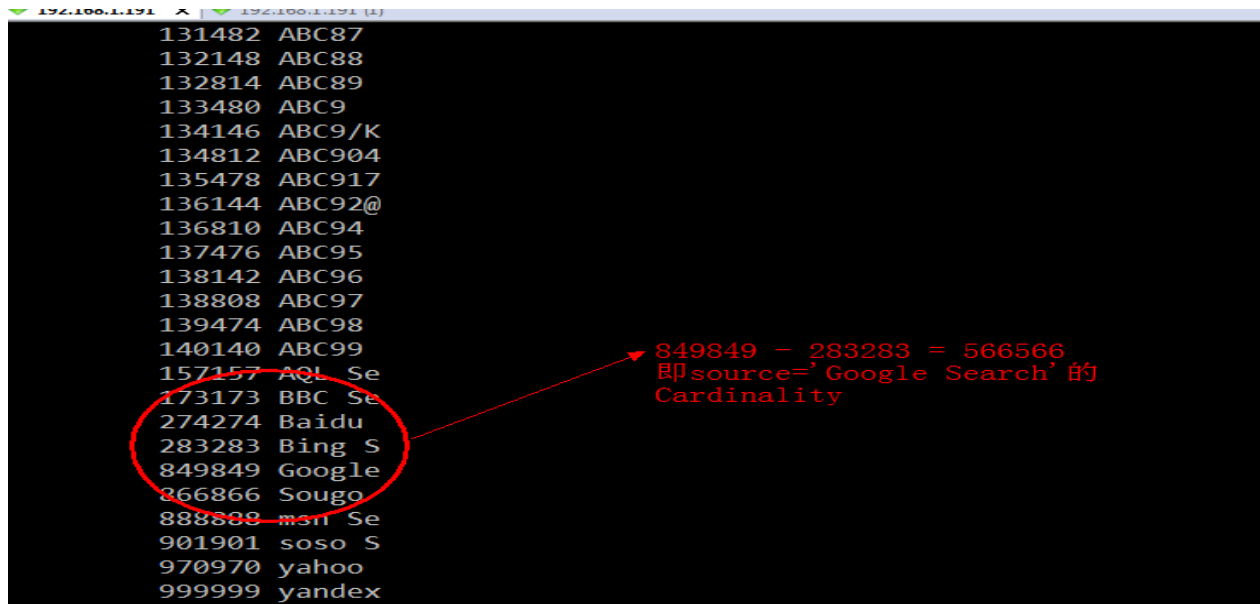 192.168.1.191 X 192.168.1.191 (1)
131482 ABC87
132148 ABC88
132814 ABC89
133480 ABC9
134146 ABC9/K
134812 ABC904
135478 ABC917
136144 ABC92@
136810 ABC94
137476 ABC95
138142 ABC96
138808 ABC97
139474 ABC98
140140 ABC99
157157 AQL Se
173173 BBC Se
274274 Baidu
283283 Bing S
849849 Google
866866 Sougo
888888 msn Se
901901 soso S
970970 yahoo
999999 yandex
849849 - 283283 = 566566
即source='Google Search'的
Cardinality